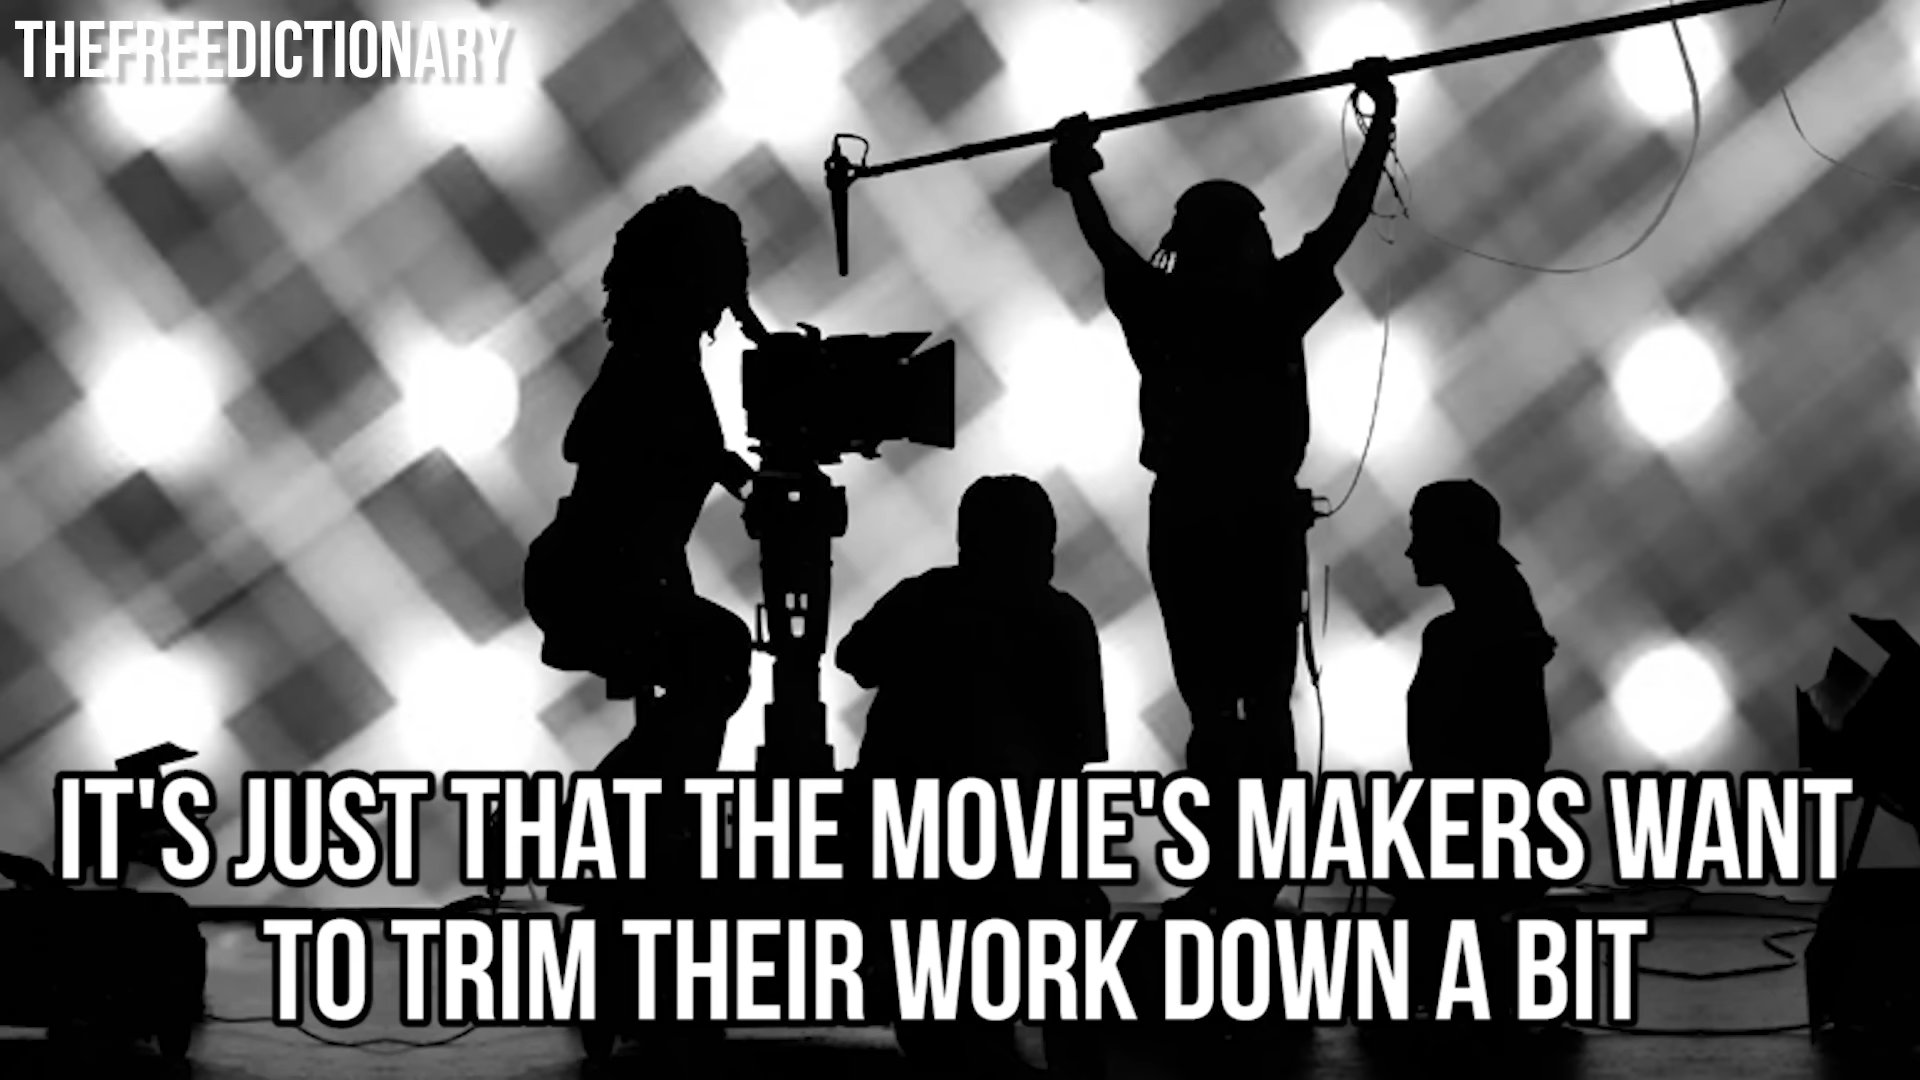 THEFREEDICTIONARY
IT'S JUST THAT THE MOVIE'S MAKERS WANT
TO TRIM THEIR WORK DOWN A BIT